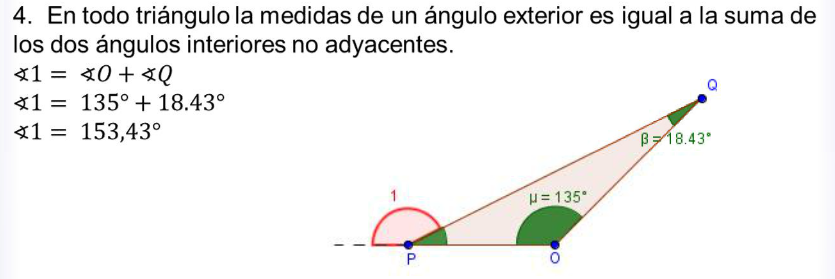 4. En todo triángulo la medidas de un ángulo exterior es igual a la suma de
los dos ángulos interiores no adyacentes.
∢1 = ∢O + ∢Q
∢1 = 135° + 18.43°
∢1 = 153,43°
Q
β = 18.43°
1
μ = 135°
P
O